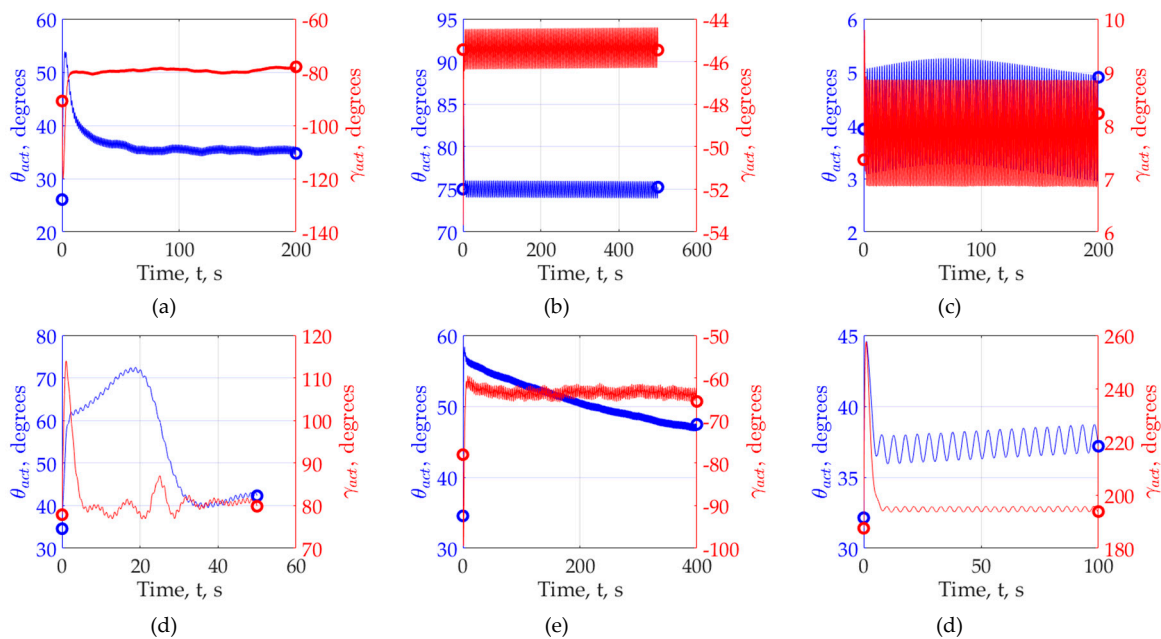 60 -60
50 -80
40 -100
30 -120
20 -140
0 100 200
θact, degrees
γact, degrees
Time, t, s
(a)
95 -44
90 -46
85 -48
80 -50
75 -52
70 -54
0 200 400 600
θact, degrees
γact, degrees
Time, t, s
(b)
6 10
5 9
4 8
3 7
2 6
0 100 200
θact, degrees
γact, degrees
Time, t, s
(c)
80 120
70 110
60 100
50 90
40 80
30 70
0 20 40 60
θact, degrees
γact, degrees
Time, t, s
(d)
60 -50
55 -60
50 -70
45 -80
40 -90
35
30 -100
0 200 400
θact, degrees
γact, degrees
Time, t, s
(e)
45 260
40 240
35 220
30 200
180
0 50 100
θact, degrees
γact, degrees
Time, t, s
(d)